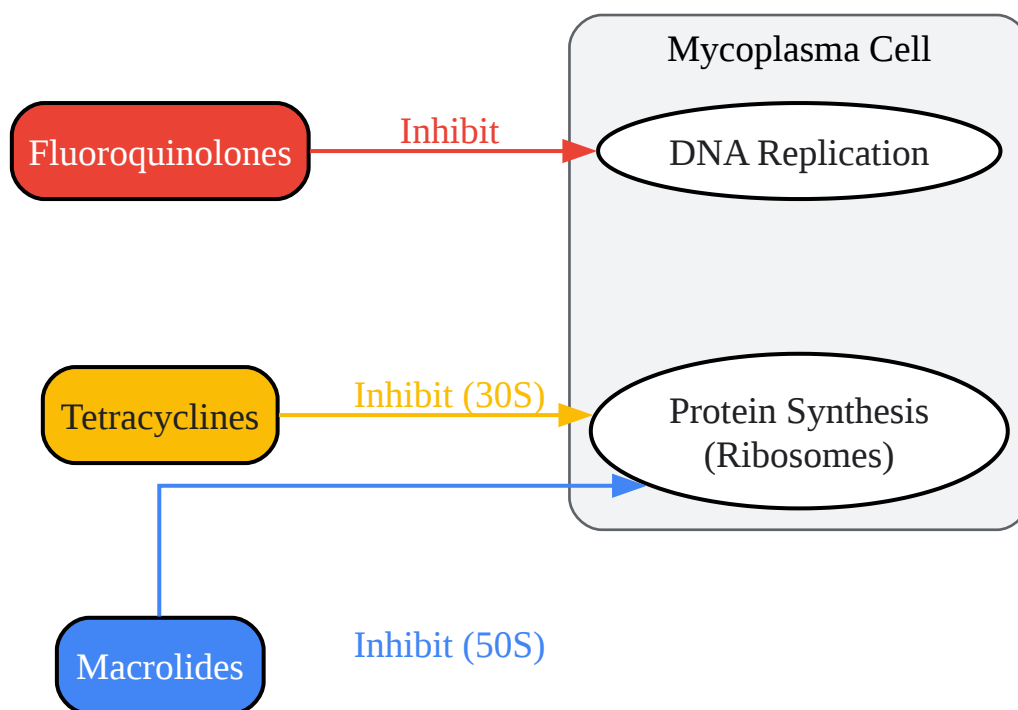 Mycoplasma Cell
Fluoroquinolones
Inhibit
DNA Replication
Tetracyclines
Inhibit (30S)
Protein Synthesis
(Ribosomes)
Macrolides
Inhibit (50S)